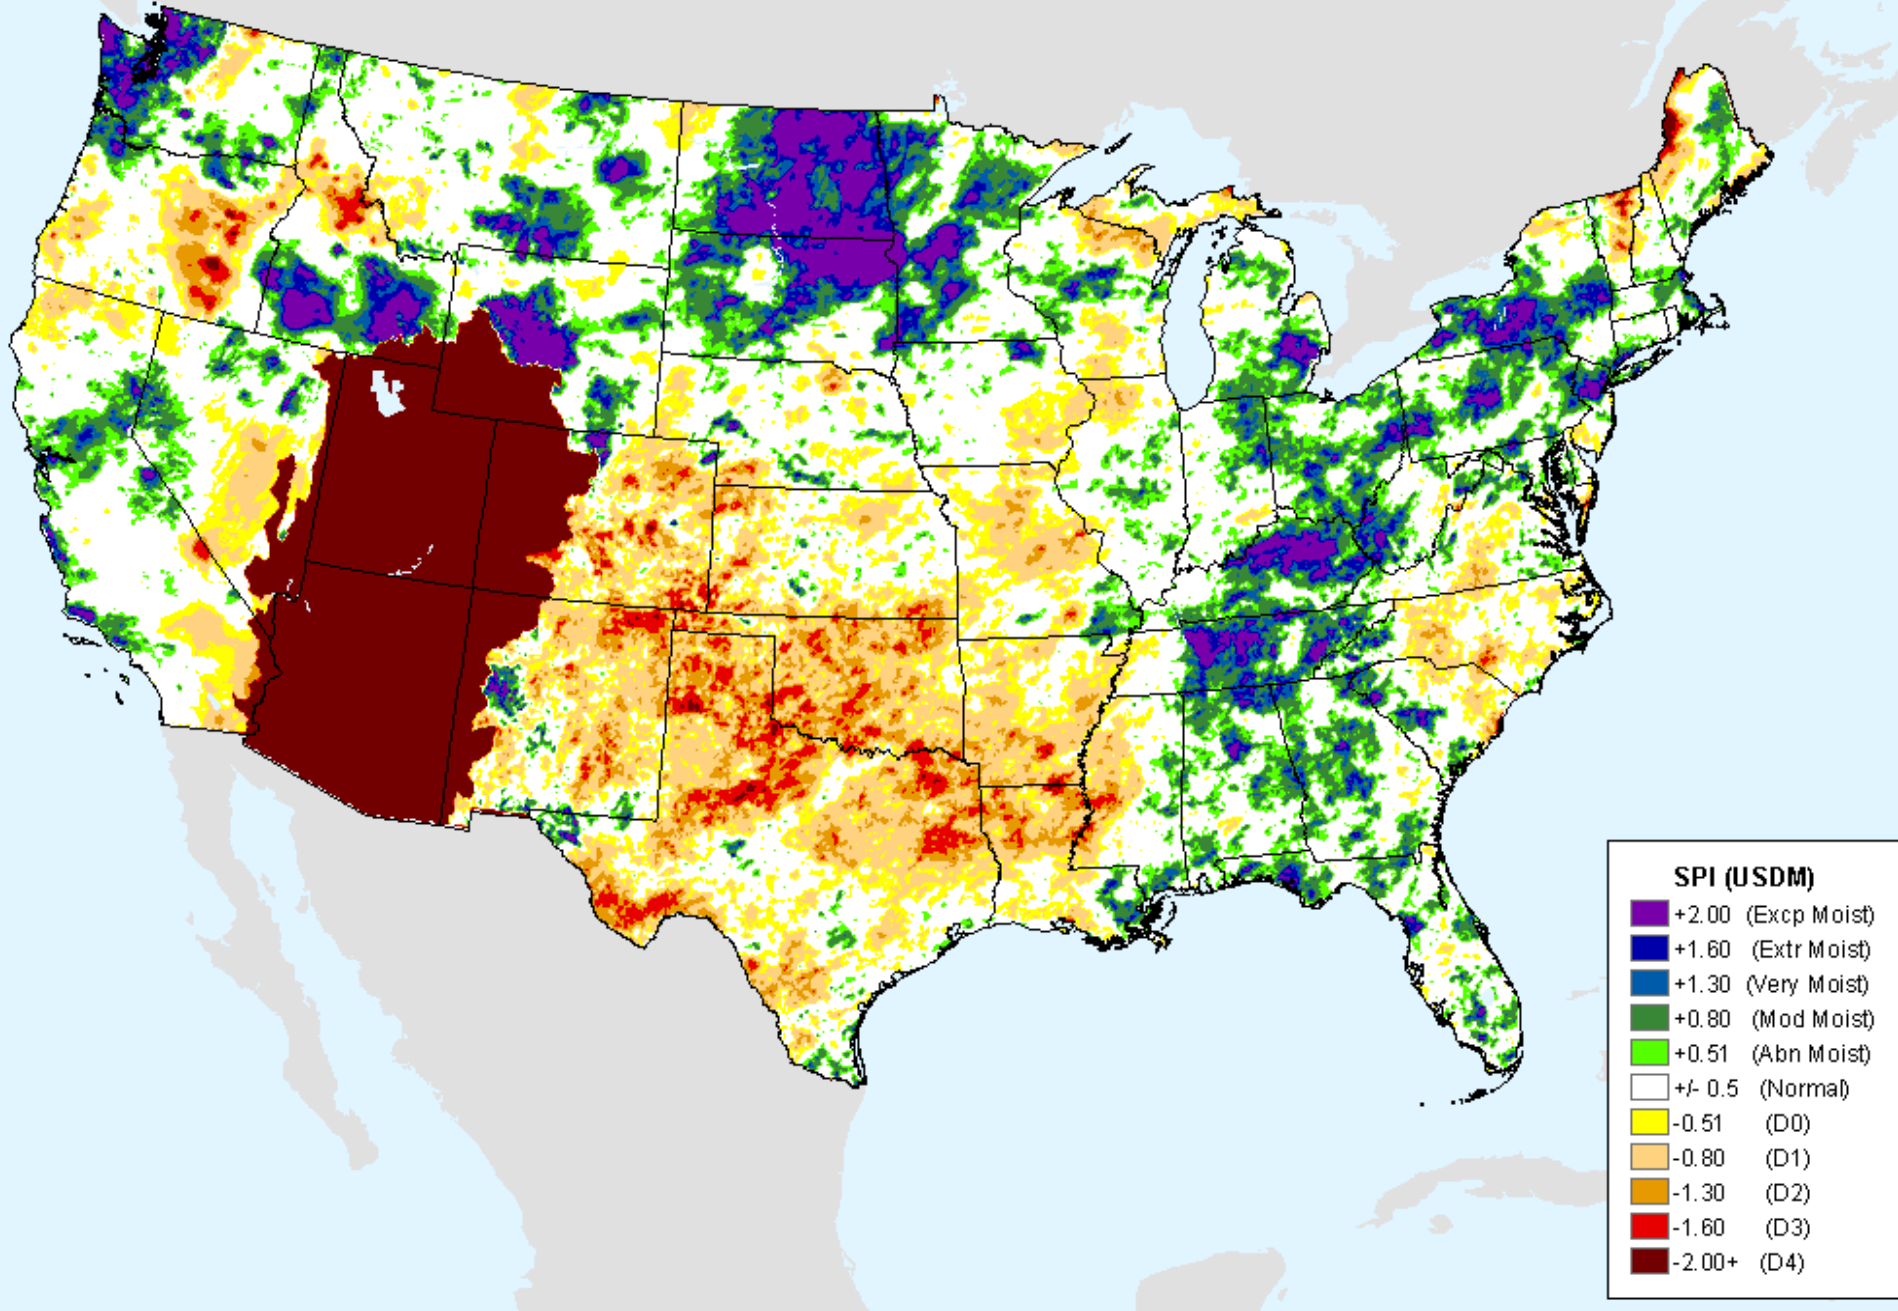 SPI (USDM)
+2.00 (Excp Moist)
+1.60 (Extr Moist)
+1.30 (Very Moist)
+0.80 (Mod Moist)
+0.51 (Abn Moist)
+/- 0.5 (Normal)
-0.51 (D0)
-0.80 (D1)
-1.30 (D2)
-1.60 (D3)
-2.00+ (D4)